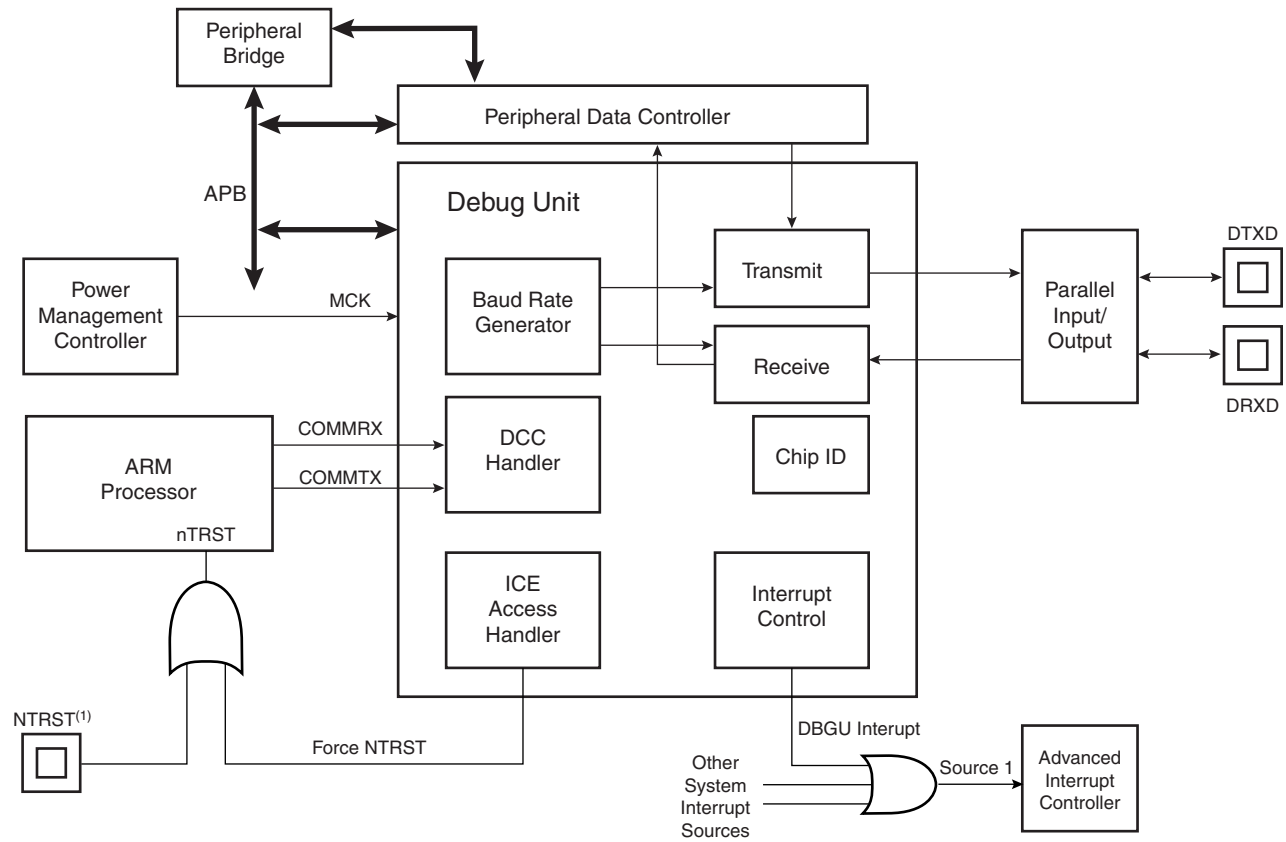 Peripheral
Bridge
Peripheral Data Controller
APB
Debug Unit
Power
Management
Controller
MCK
Baud Rate
Generator
Transmit
Receive
Parallel
Input/
Output
DTXD
DRXD
ARM
Processor
nTRST
COMMRX
COMMTX
DCC
Handler
Chip ID
ICE
Access
Handler
Interrupt
Control
NTRST(1)
Force NTRST
DBGU Interupt
Other
System
Interrupt
Sources
Source 1
Advanced
Interrupt
Controller